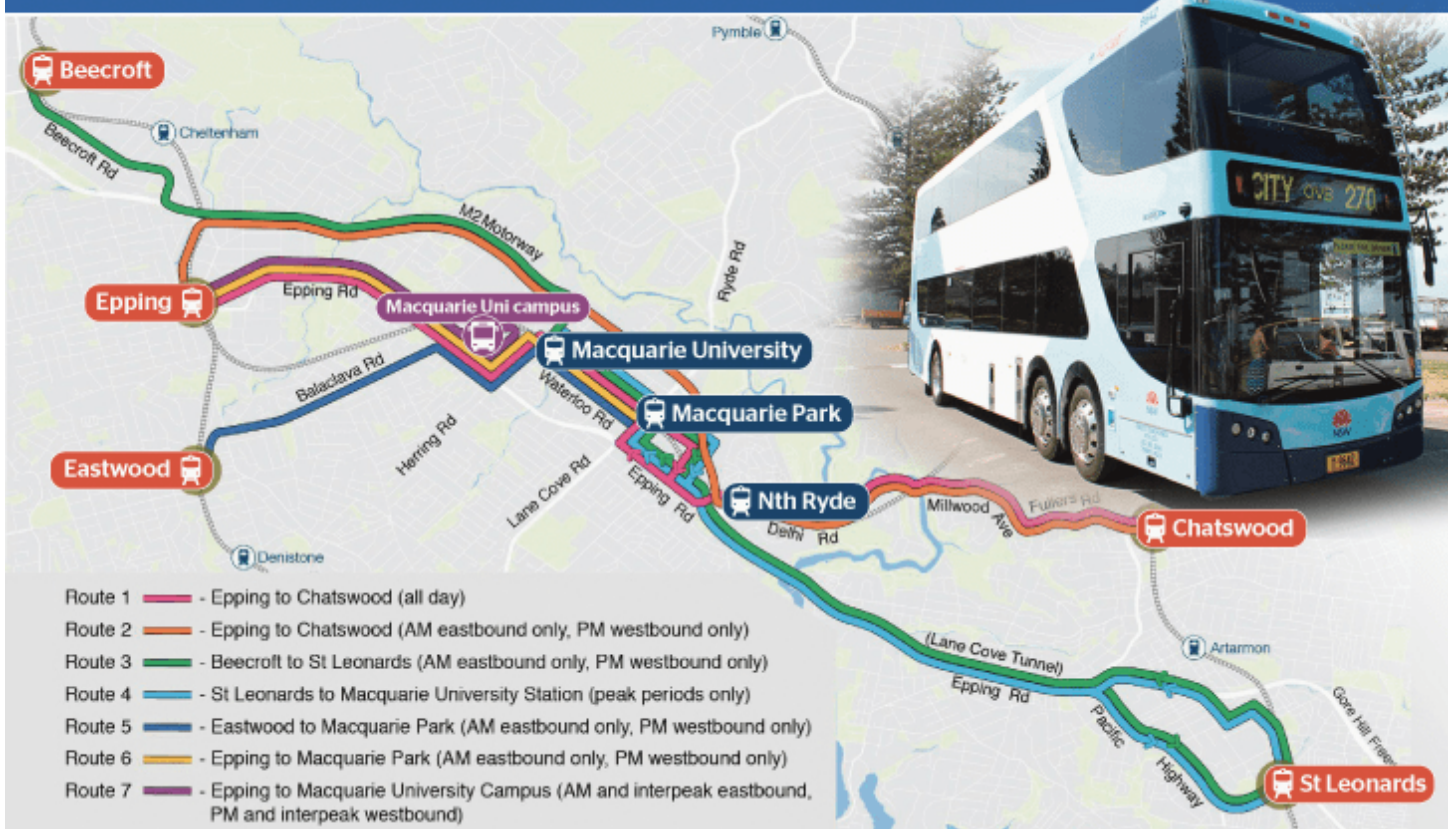 Pymble
Beecroft
Cheltenham
Beecroft Rd
M2 Motorway
Ryde Rd
CITY QVB 270
Epping
Epping Rd
Macquarie Uni campus
Macquarie University
Balaclava Rd
Waterloo Rd
Macquarie Park
Eastwood
Herring Rd
Lane Cove Rd
Epping Rd
Nth Ryde
Delhi Rd
Millwood Ave
Fullers Rd
Chatswood
Denistone
Route 1 - Epping to Chatswood (all day)
Route 2 - Epping to Chatswood (AM eastbound only, PM westbound only)
Route 3 - Beecroft to St Leonards (AM eastbound only, PM westbound only)
Route 4 - St Leonards to Macquarie University Station (peak periods only)
Route 5 - Eastwood to Macquarie Park (AM eastbound only, PM westbound only)
Route 6 - Epping to Macquarie Park (AM eastbound only, PM westbound only)
Route 7 - Epping to Macquarie University Campus (AM and interpeak eastbound,
PM and interpeak westbound)
(Lane Cove Tunnel)
Epping Rd
Artarmon
Pacific Highway
Gore Hill
St Leonards
NSW